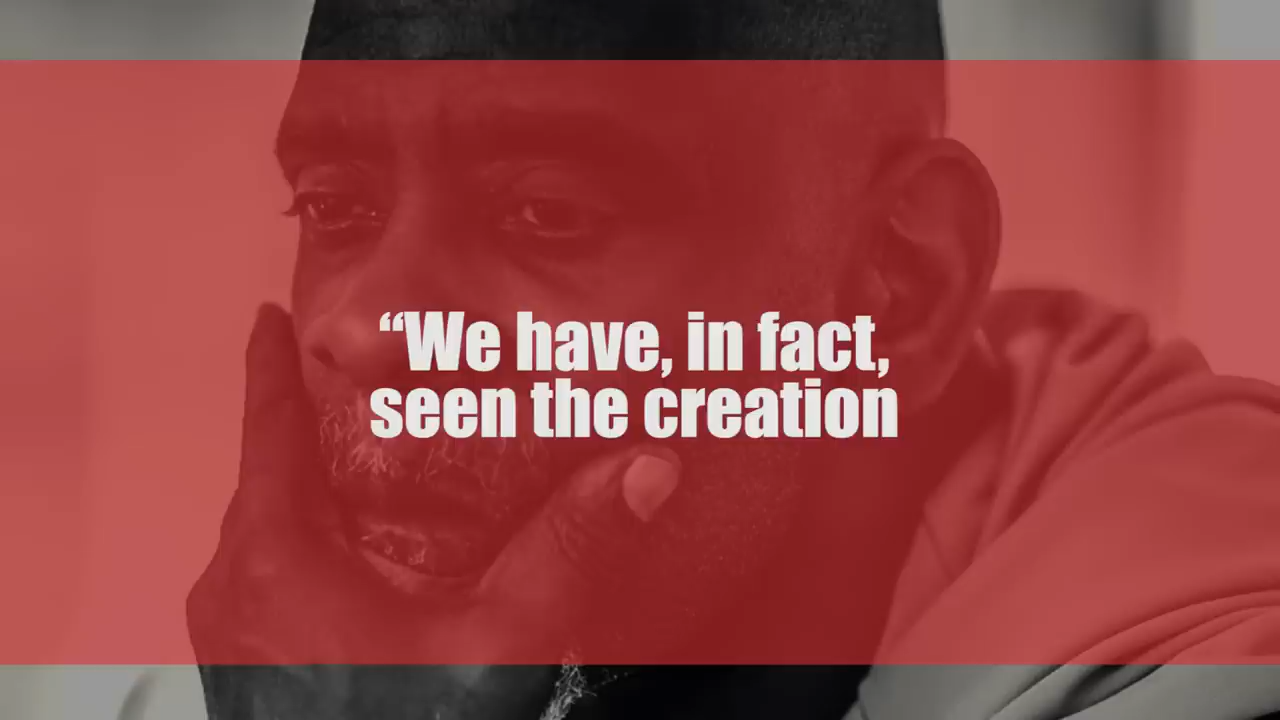 “We have, in fact,
seen the creation